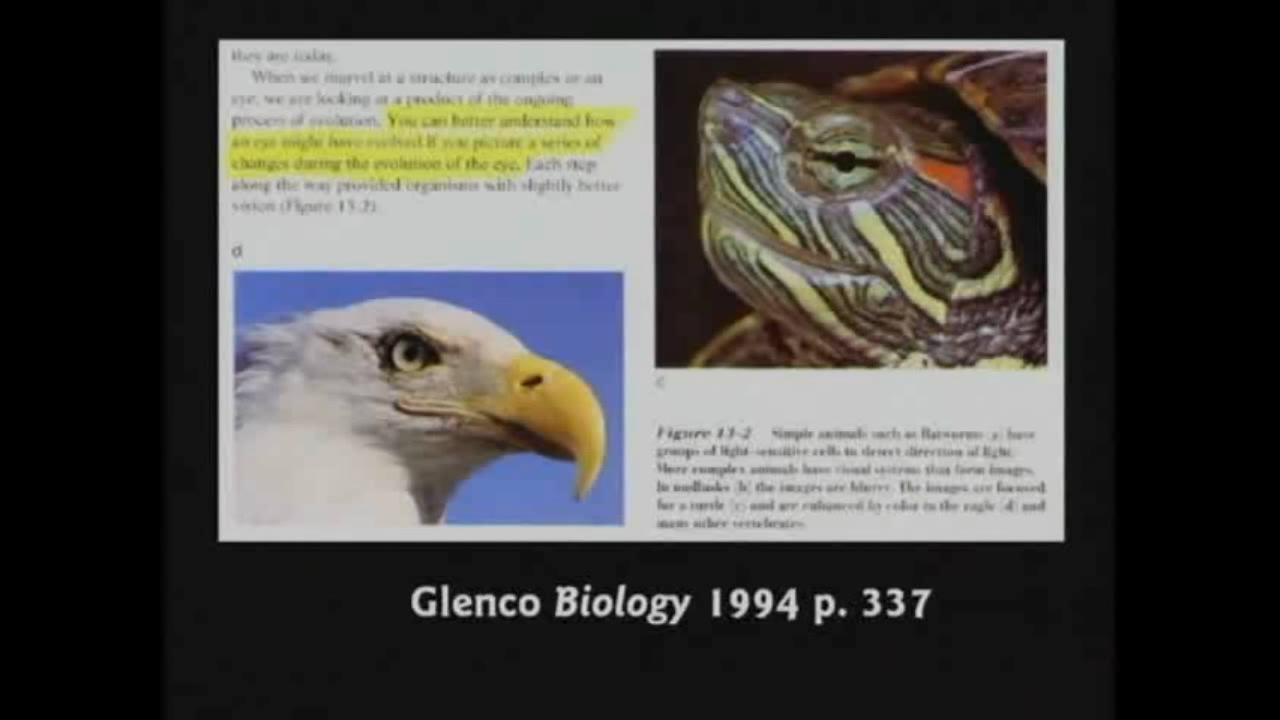 they are today.
When we marvel at a structure as complex as an
eye, we are looking at a product of the ongoing
process of evolution. You can better understand how
an eye might have evolved if you picture a series of
changes during the evolution of the eye. Each step
along the way provided organisms with slightly better
vision (Figure 13.2).
d
c
Figure 13-2 Simple animals such as flatworms (a) have
groups of light-sensitive cells to detect direction of light.
More complex animals have visual systems that form images.
In mollusks (b) the images are blurry. The images are focused
for a turtle (c) and are enhanced by color in the eagle (d) and
many other vertebrates.
Glenco Biology 1994 p. 337